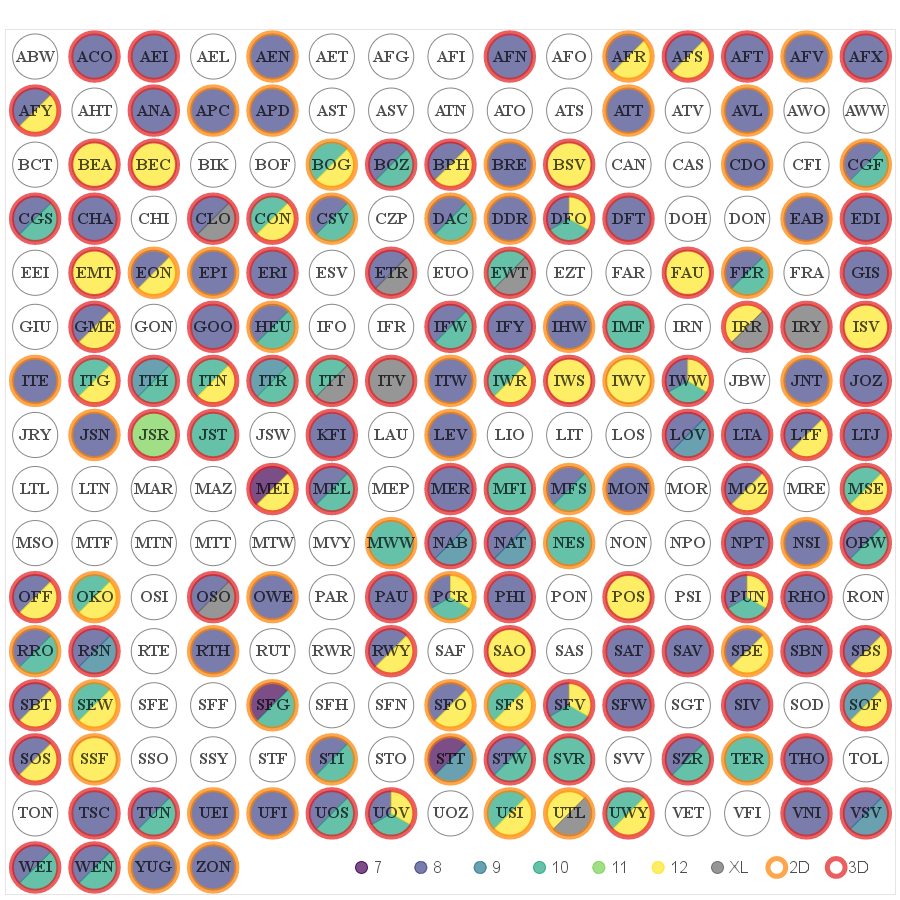 ABW ACO AEI AEL AEN AET AFG AFI AFN AFO AFR AFS AFT AFV AFX
AFY AHT ANA APC APD AST ASV ATN ATO ATS ATT ATV AVL AWO AWW
BCT BEA BEC BIK BOF BOG BOZ BPH BRE BSV CAN CAS CDO CFI CGF
CGS CHA CHI CLO CON CSV CZP DAC DDR DFO DFT DOH DON EAB EDI
EEI EMT EON EPI ERI ESV ETR EUO EWT EZT FAR FAU FER FRA GIS
GIU GME GON GOO HEU IFO IFR IFW IFY IHW IMF IRN IRR IRY ISV
ITE ITG ITH ITN ITR ITT ITV ITW IWR IWS IWV IWW JBW JNT JOZ
JRY JSN JSR JST JSW KFI LAU LEV LIO LIT LOS LOV LTA LTF LTJ
LTL LTN MAR MAZ MEI MEL MEP MER MFI MFS MON MOR MOZ MRE MSE
MSO MTF MTN MTT MTW MVY MWW NAB NAT NES NON NPO NPT NSI OBW
OFF OKO OSI OSO OWE PAR PAU PCR PHI PON POS PSI PUN RHO RON
RRO RSN RTE RTH RUT RWR RWY SAF SAO SAS SAT SAV SBE SBN SBS
SBT SEW SFE SFF SFG SFH SFN SFO SFS SFV SFW SGT SIV SOD SOF
SOS SSF SSO SSY STF STI STO STT STW SVR SVV SZR TER THO TOL
TON TSC TUN UEI UFI UOS UOV UOZ USI UTL UWY VET VFI VNI VSV
WEI WEN YUG ZON 7 8 9 10 11 12 XL 2D 3D